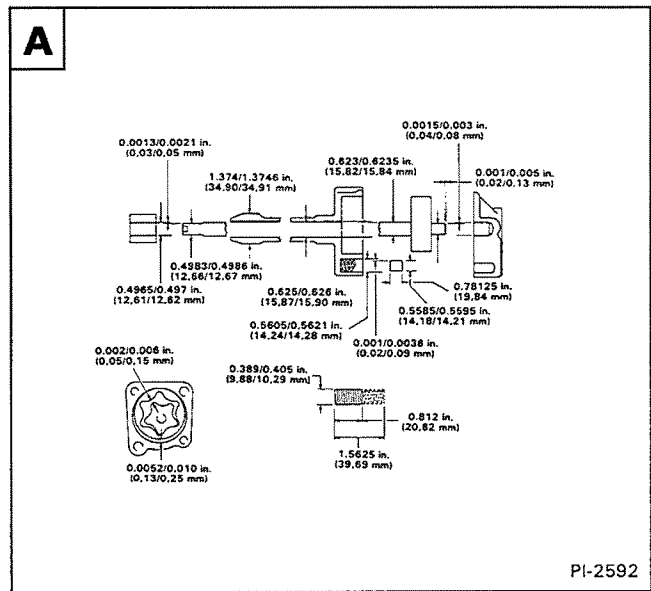 A
0.0015/0.003 in.
(0,04/0,08 mm)
0.0013/0.0021 in.
(0,03/0,05 mm)
0.623/0.6235 in.
(15,82/15,84 mm)
0.001/0.005 in.
(0,02/0,13 mm)
1.374/1.3746 in.
(34,90/34,91 mm)
0.4983/0.4986 in.
(12,66/12,67 mm)
0.4965/0.497 in.
(12,61/12,62 mm)
0.625/0.626 in.
(15,87/15,90 mm)
0.78125 in.
(19,84 mm)
0.5585/0.5595 in.
(14,18/14,21 mm)
0.5605/0.5621 in.
(14,24/14,28 mm)
0.001/0.0036 in.
(0,02/0,09 mm)
0.002/0.006 in.
(0,05/0,15 mm)
0.389/0.405 in.
(9,88/10,29 mm)
0.812 in.
(20,62 mm)
1.5625 in.
(39,69 mm)
0.0052/0.010 in.
(0,13/0,25 mm)
PI-2592